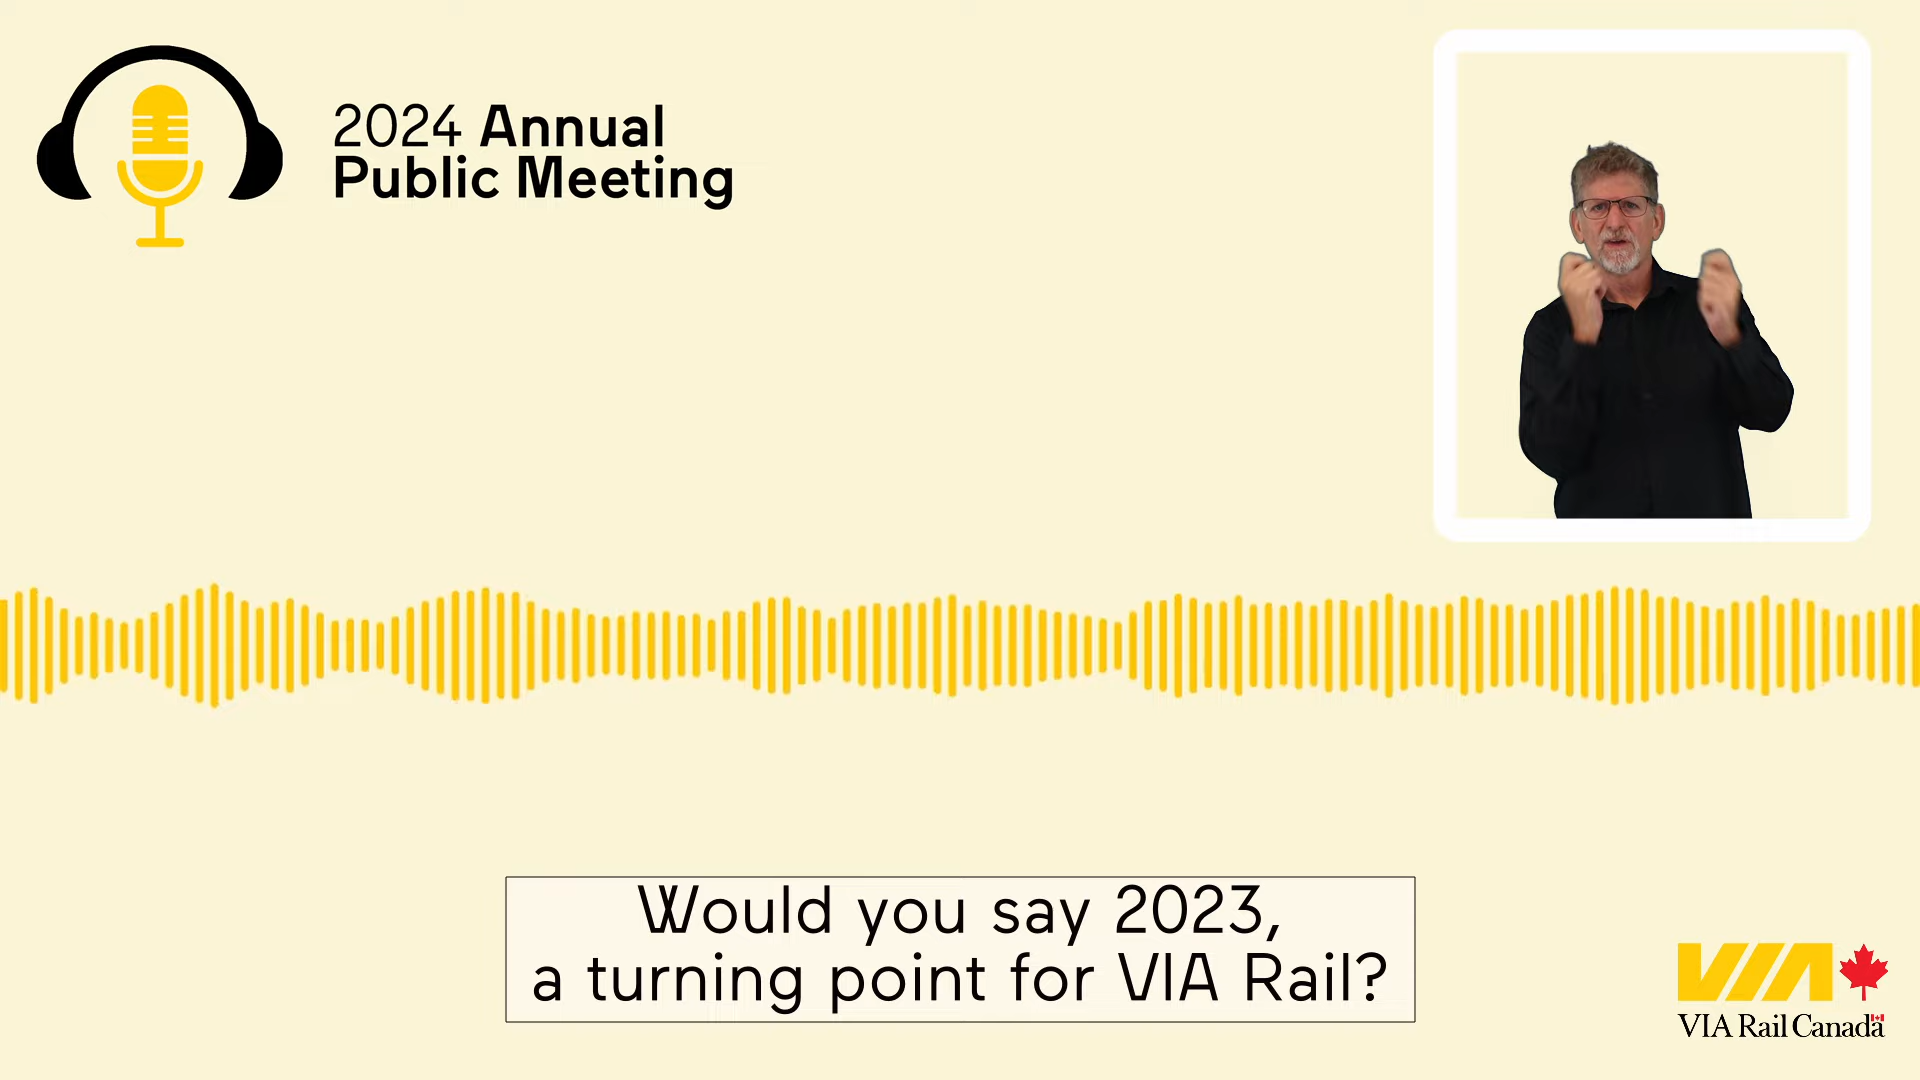 2024 Annual
Public Meeting
Would you say 2023,
a turning point for VIA Rail?
VIA
VIA Rail Canada